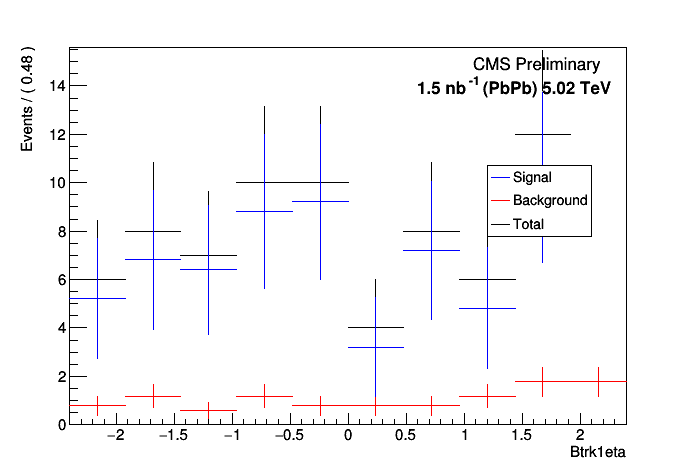 CMS Preliminary
1.5 nb-1 (PbPb) 5.02 TeV
Events / ( 0.48 )
14
12
10
8
6
4
2
0
Signal
Background
Total
−2 −1.5 −1 −0.5 0 0.5 1 1.5 2
Btrk1eta